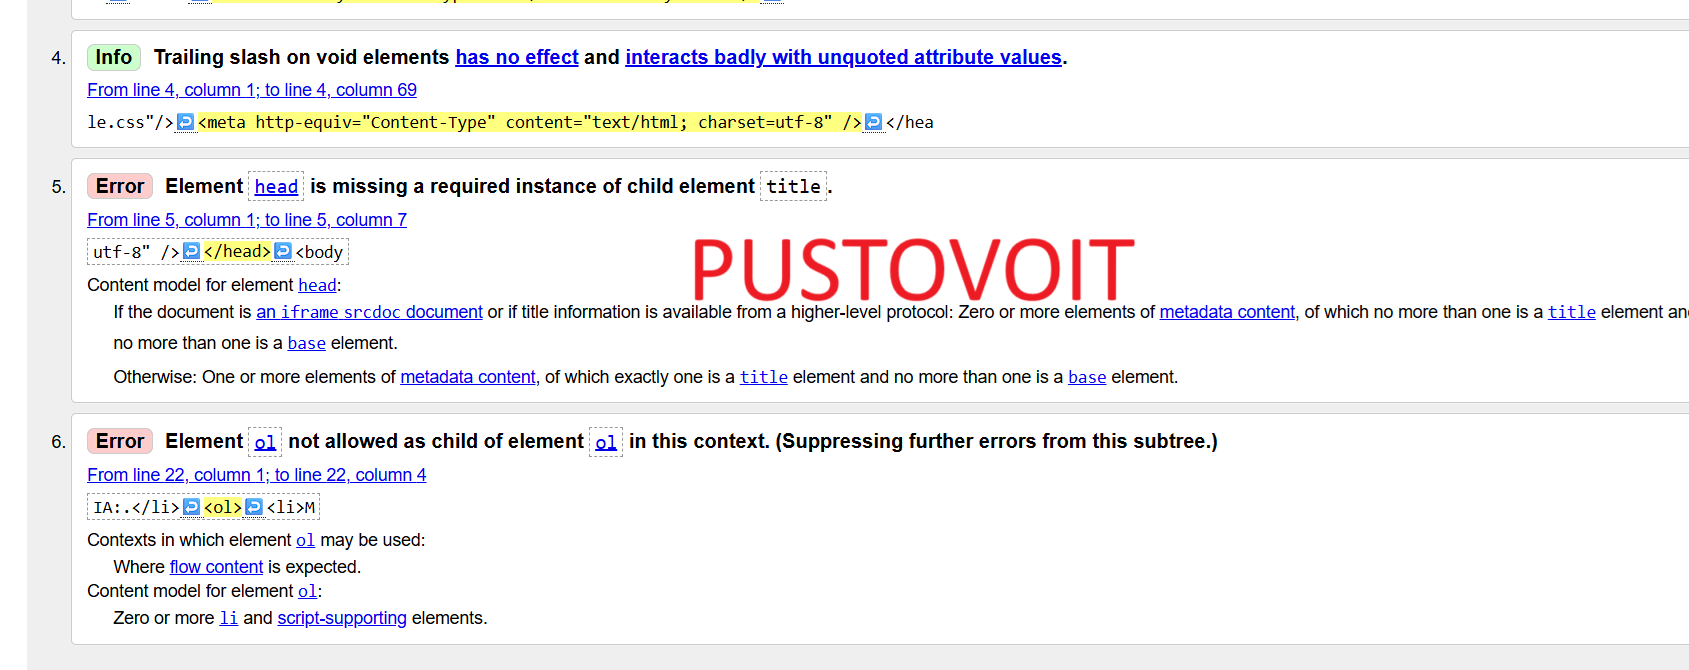 4. Info Trailing slash on void elements has no effect and interacts badly with unquoted attribute values.
From line 4, column 1; to line 4, column 69
le.css"/>↩<meta http-equiv="Content-Type" content="text/html; charset=utf-8" />↩</hea
5. Error Element head is missing a required instance of child element title.
From line 5, column 1; to line 5, column 7
utf-8" />↩</head>↩<body
PUSTOVOIT
Content model for element head:
If the document is an iframe srcdoc document or if title information is available from a higher-level protocol: Zero or more elements of metadata content, of which no more than one is a title element an
no more than one is a base element.
Otherwise: One or more elements of metadata content, of which exactly one is a title element and no more than one is a base element.
6. Error Element ol not allowed as child of element ol in this context. (Suppressing further errors from this subtree.)
From line 22, column 1; to line 22, column 4
IA:.</li>↩<ol>↩<li>M
Contexts in which element ol may be used:
Where flow content is expected.
Content model for element ol:
Zero or more li and script-supporting elements.